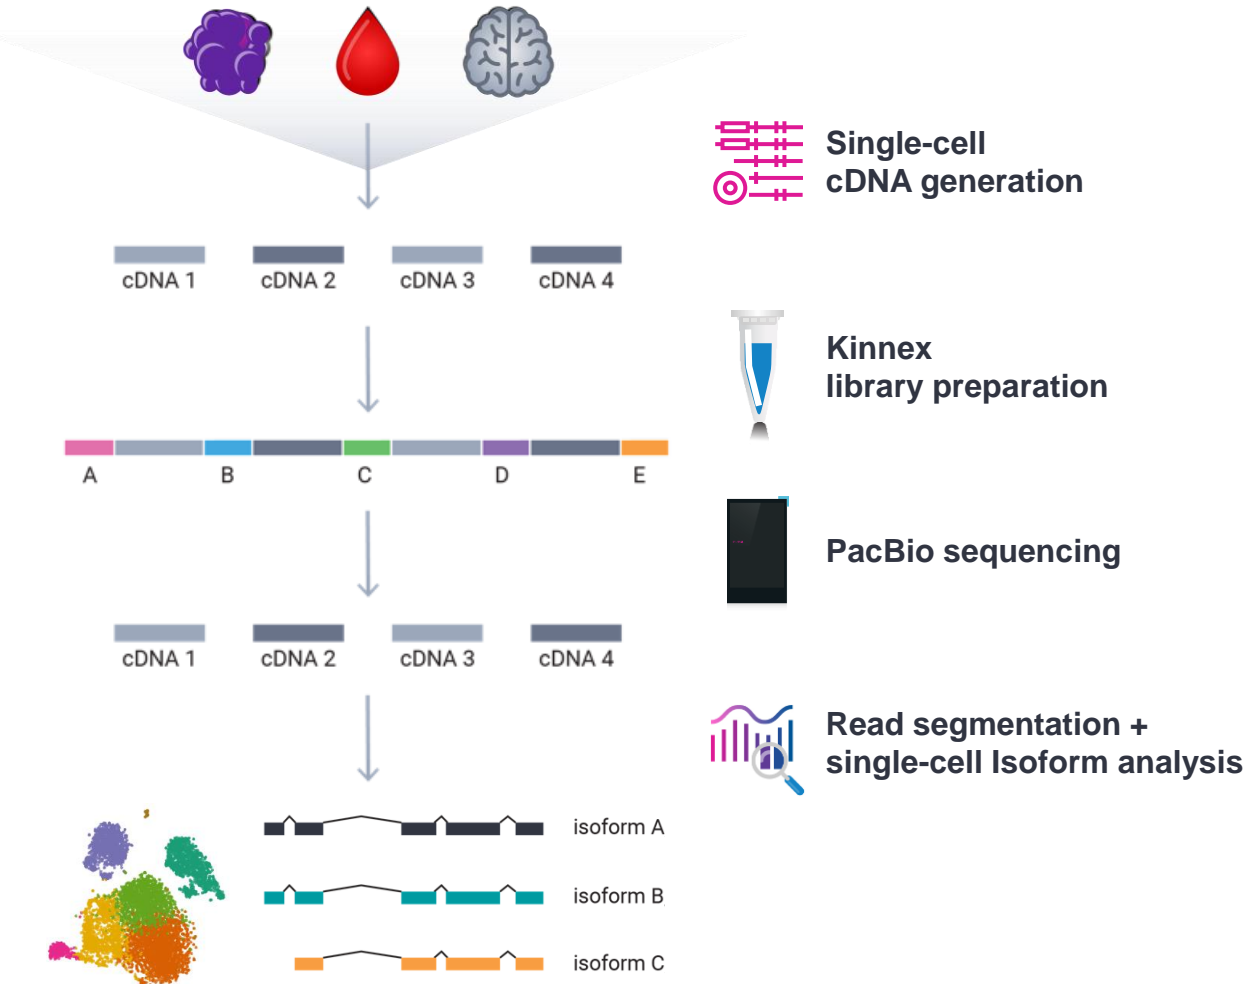 Single-cell
cDNA generation
cDNA 1
cDNA 2
cDNA 3
cDNA 4
Kinnex
library preparation
A
B
C
D
E
PacBio sequencing
cDNA 1
cDNA 2
cDNA 3
cDNA 4
Read segmentation +
single-cell Isoform analysis
isoform A
isoform B
isoform C